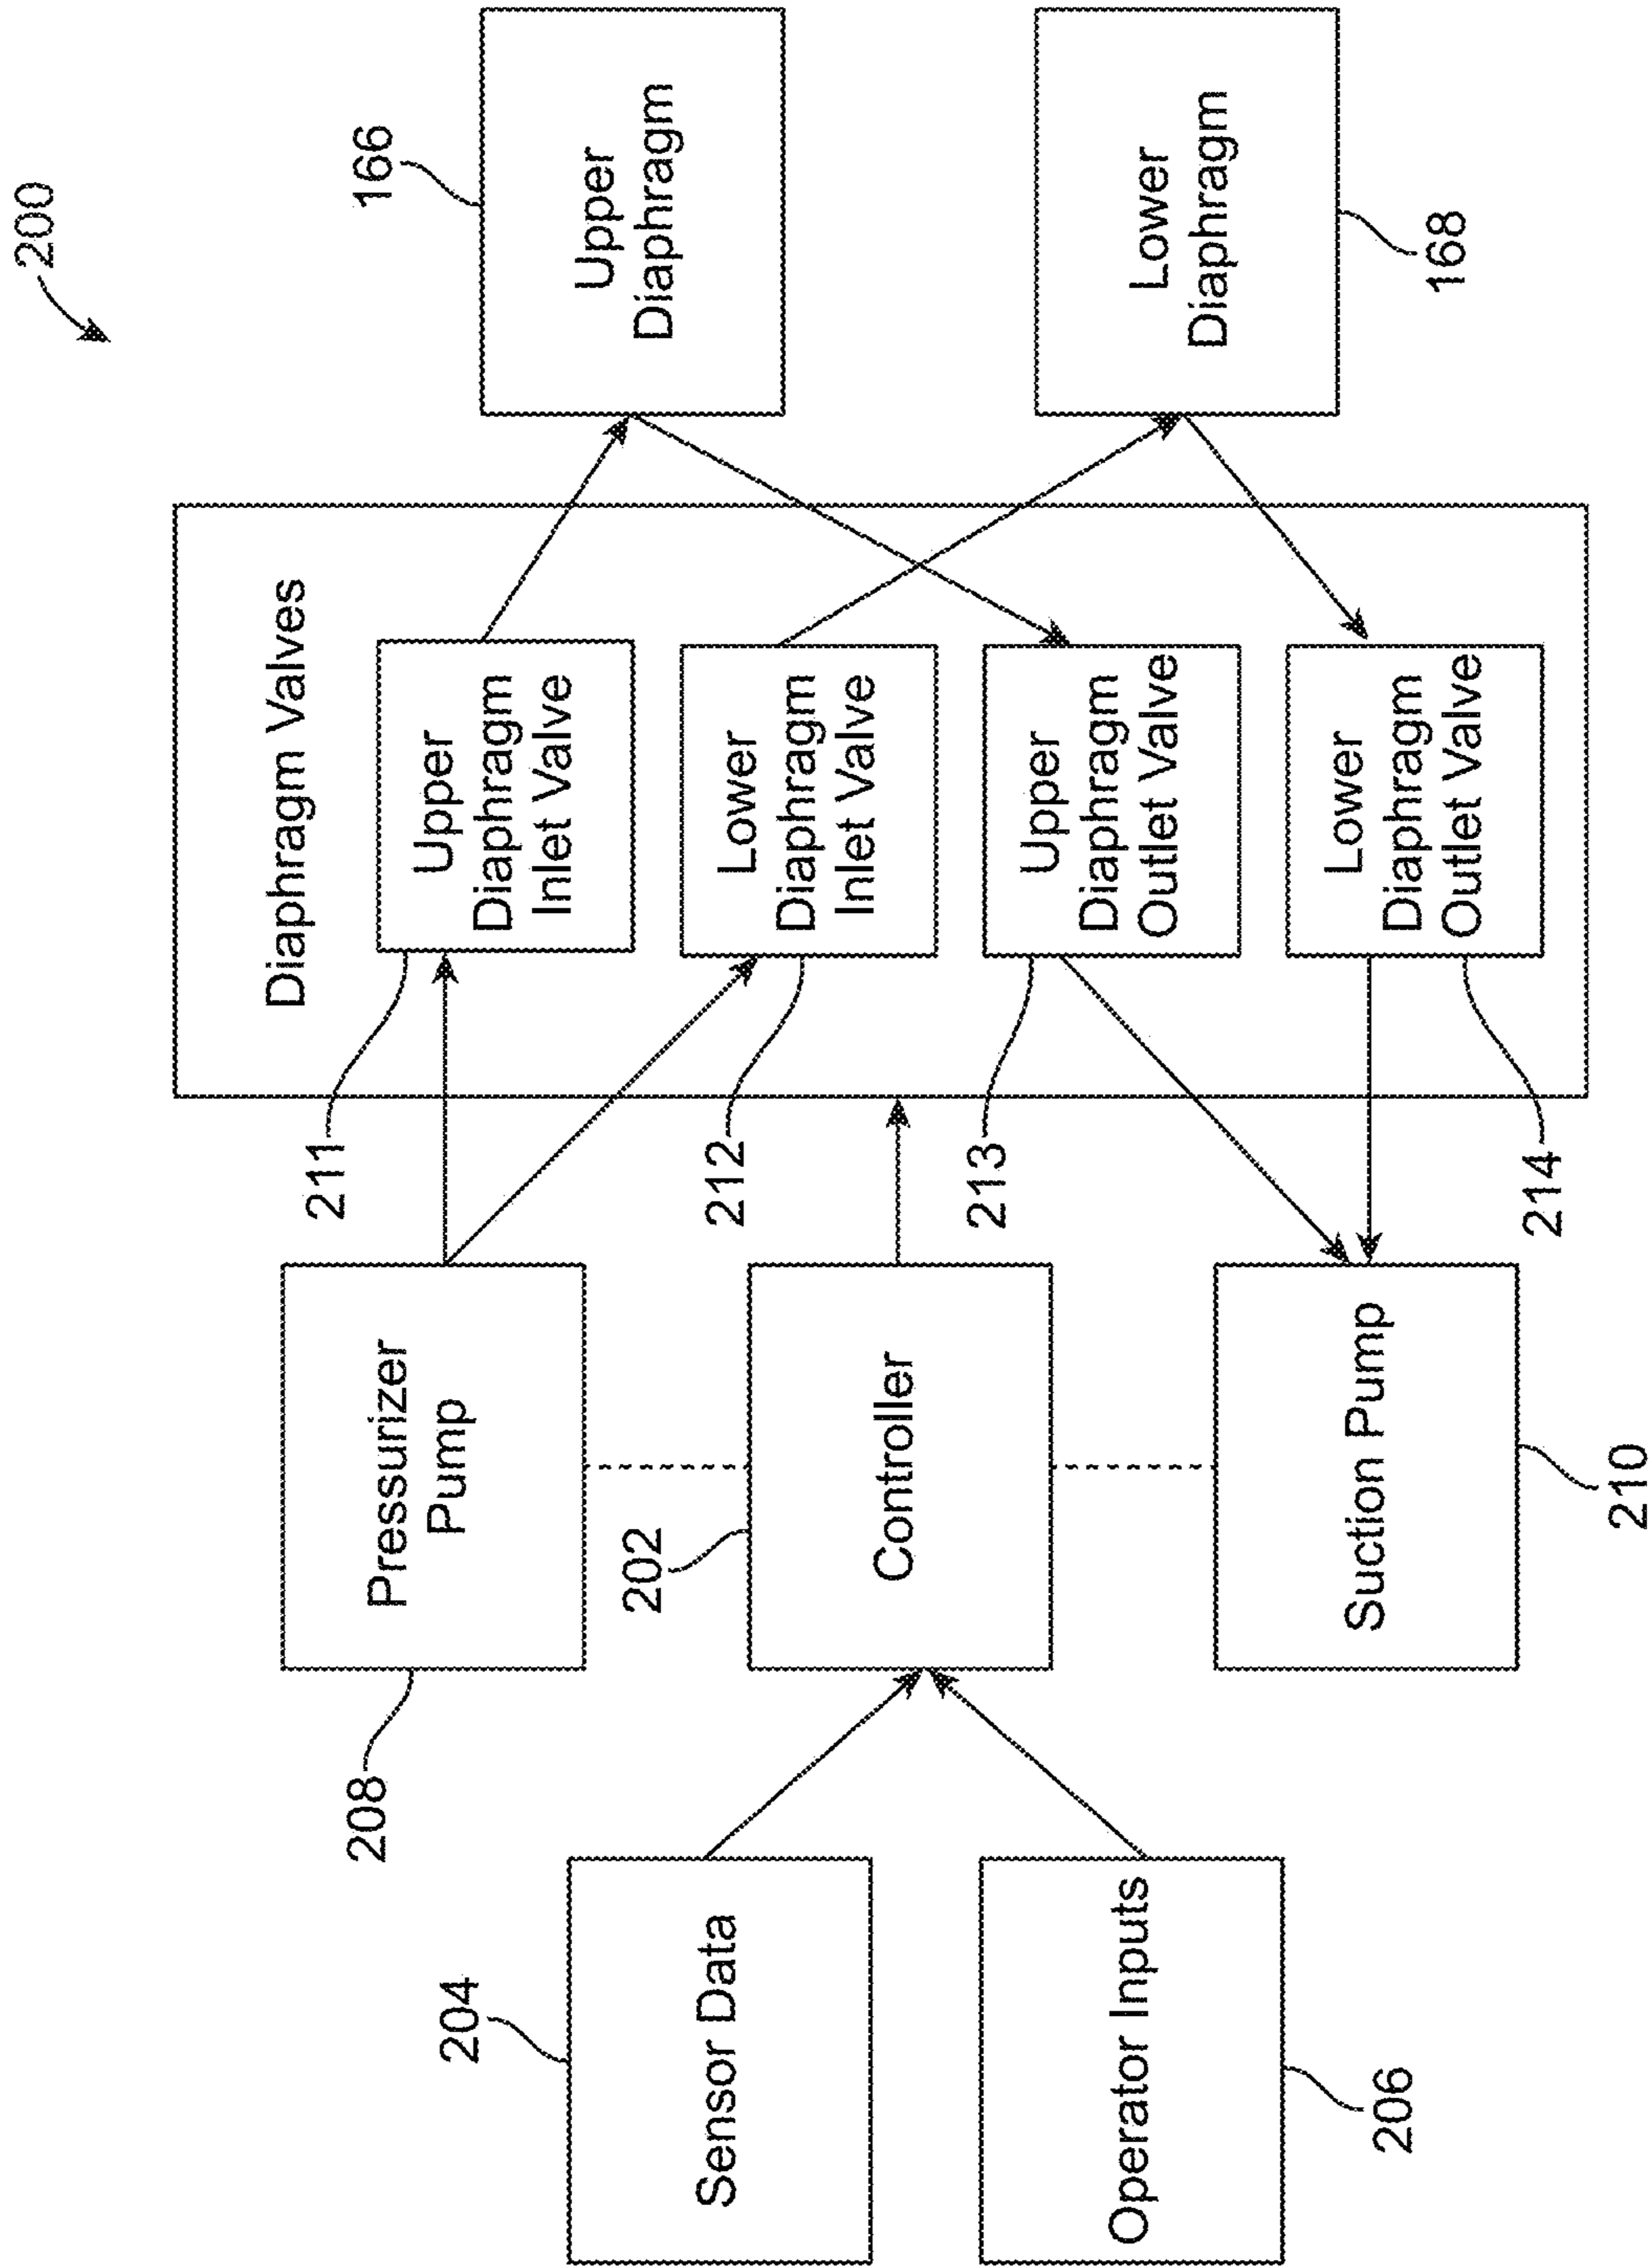 200
204
Sensor Data
Operator Inputs
206
208
Pressurizer
Pump
202
Controller
Suction Pump
210
Diaphragm Valves
211
Upper
Diaphragm
Inlet Valve
212
Lower
Diaphragm
Inlet Valve
213
Upper
Diaphragm
Outlet Valve
214
Lower
Diaphragm
Outlet Valve
166
Upper
Diaphragm
Lower
Diaphragm
168